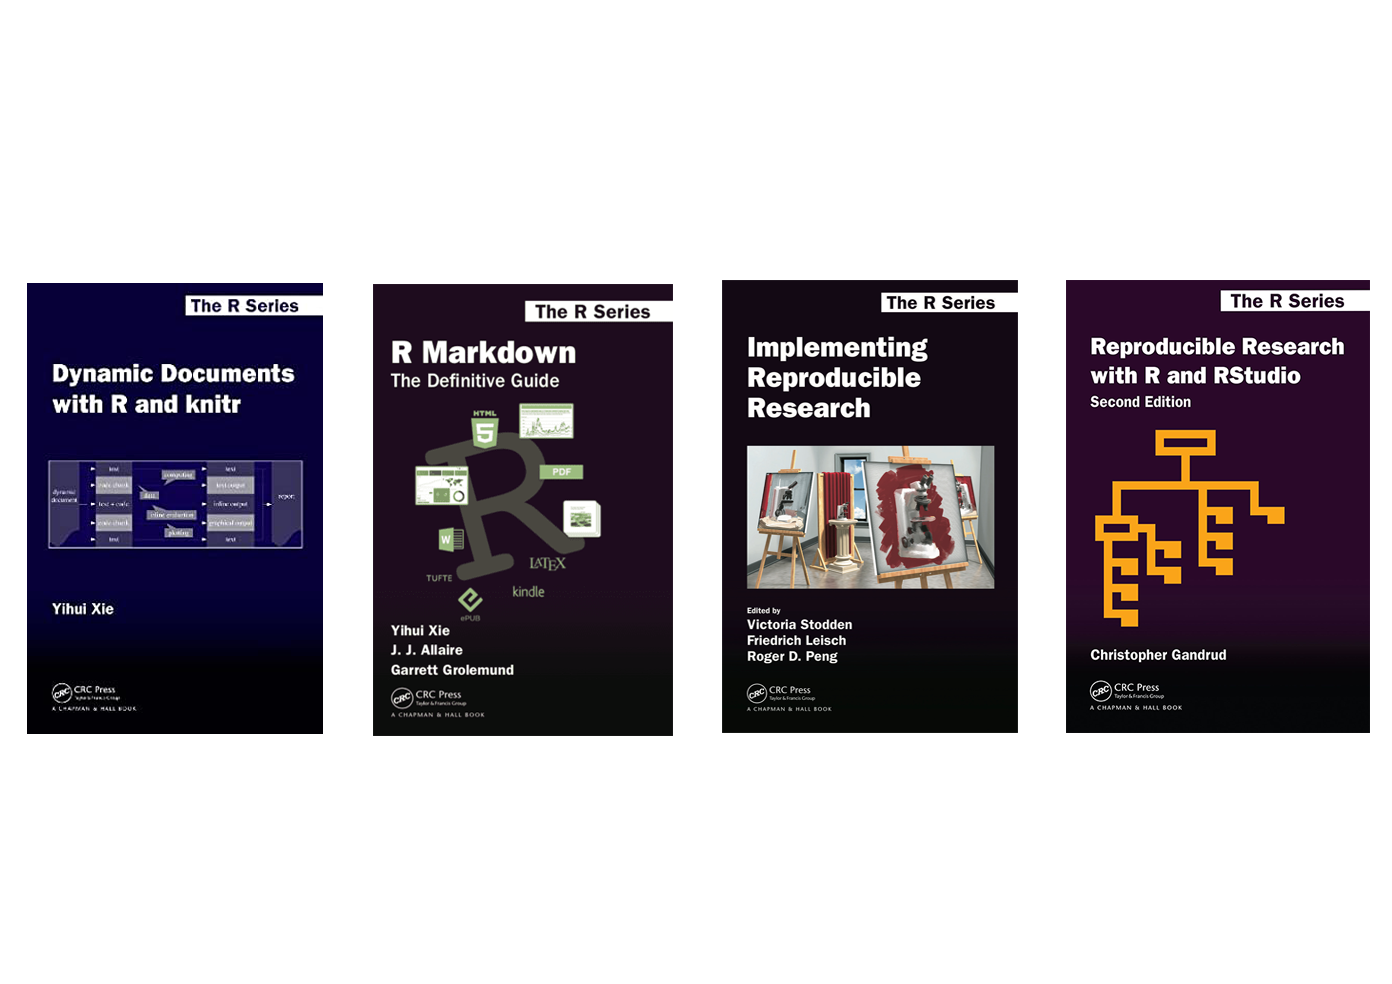 The R Series
Dynamic Documents
with R and knitr
dynamic
document
text
code chunk
text + code
code chunk
text
computing
data
inline evaluation
plotting
text
text output
inline output
graphical output
text
report
Yihui Xie
CRC
CRC Press
Taylor & Francis Group
A CHAPMAN & HALL BOOK
The R Series
R Markdown
The Definitive Guide
HTML
5
R
PDF
W
LATEX
TUFTE
kindle
ePUB
Yihui Xie
J. J. Allaire
Garrett Grolemund
CRC
CRC Press
Taylor & Francis Group
A CHAPMAN & HALL BOOK
The R Series
Implementing
Reproducible
Research
Edited by
Victoria Stodden
Friedrich Leisch
Roger D. Peng
CRC
CRC Press
Taylor & Francis Group
A CHAPMAN & HALL BOOK
The R Series
Reproducible Research
with R and RStudio
Second Edition
Christopher Gandrud
CRC
CRC Press
Taylor & Francis Group
A CHAPMAN & HALL BOOK